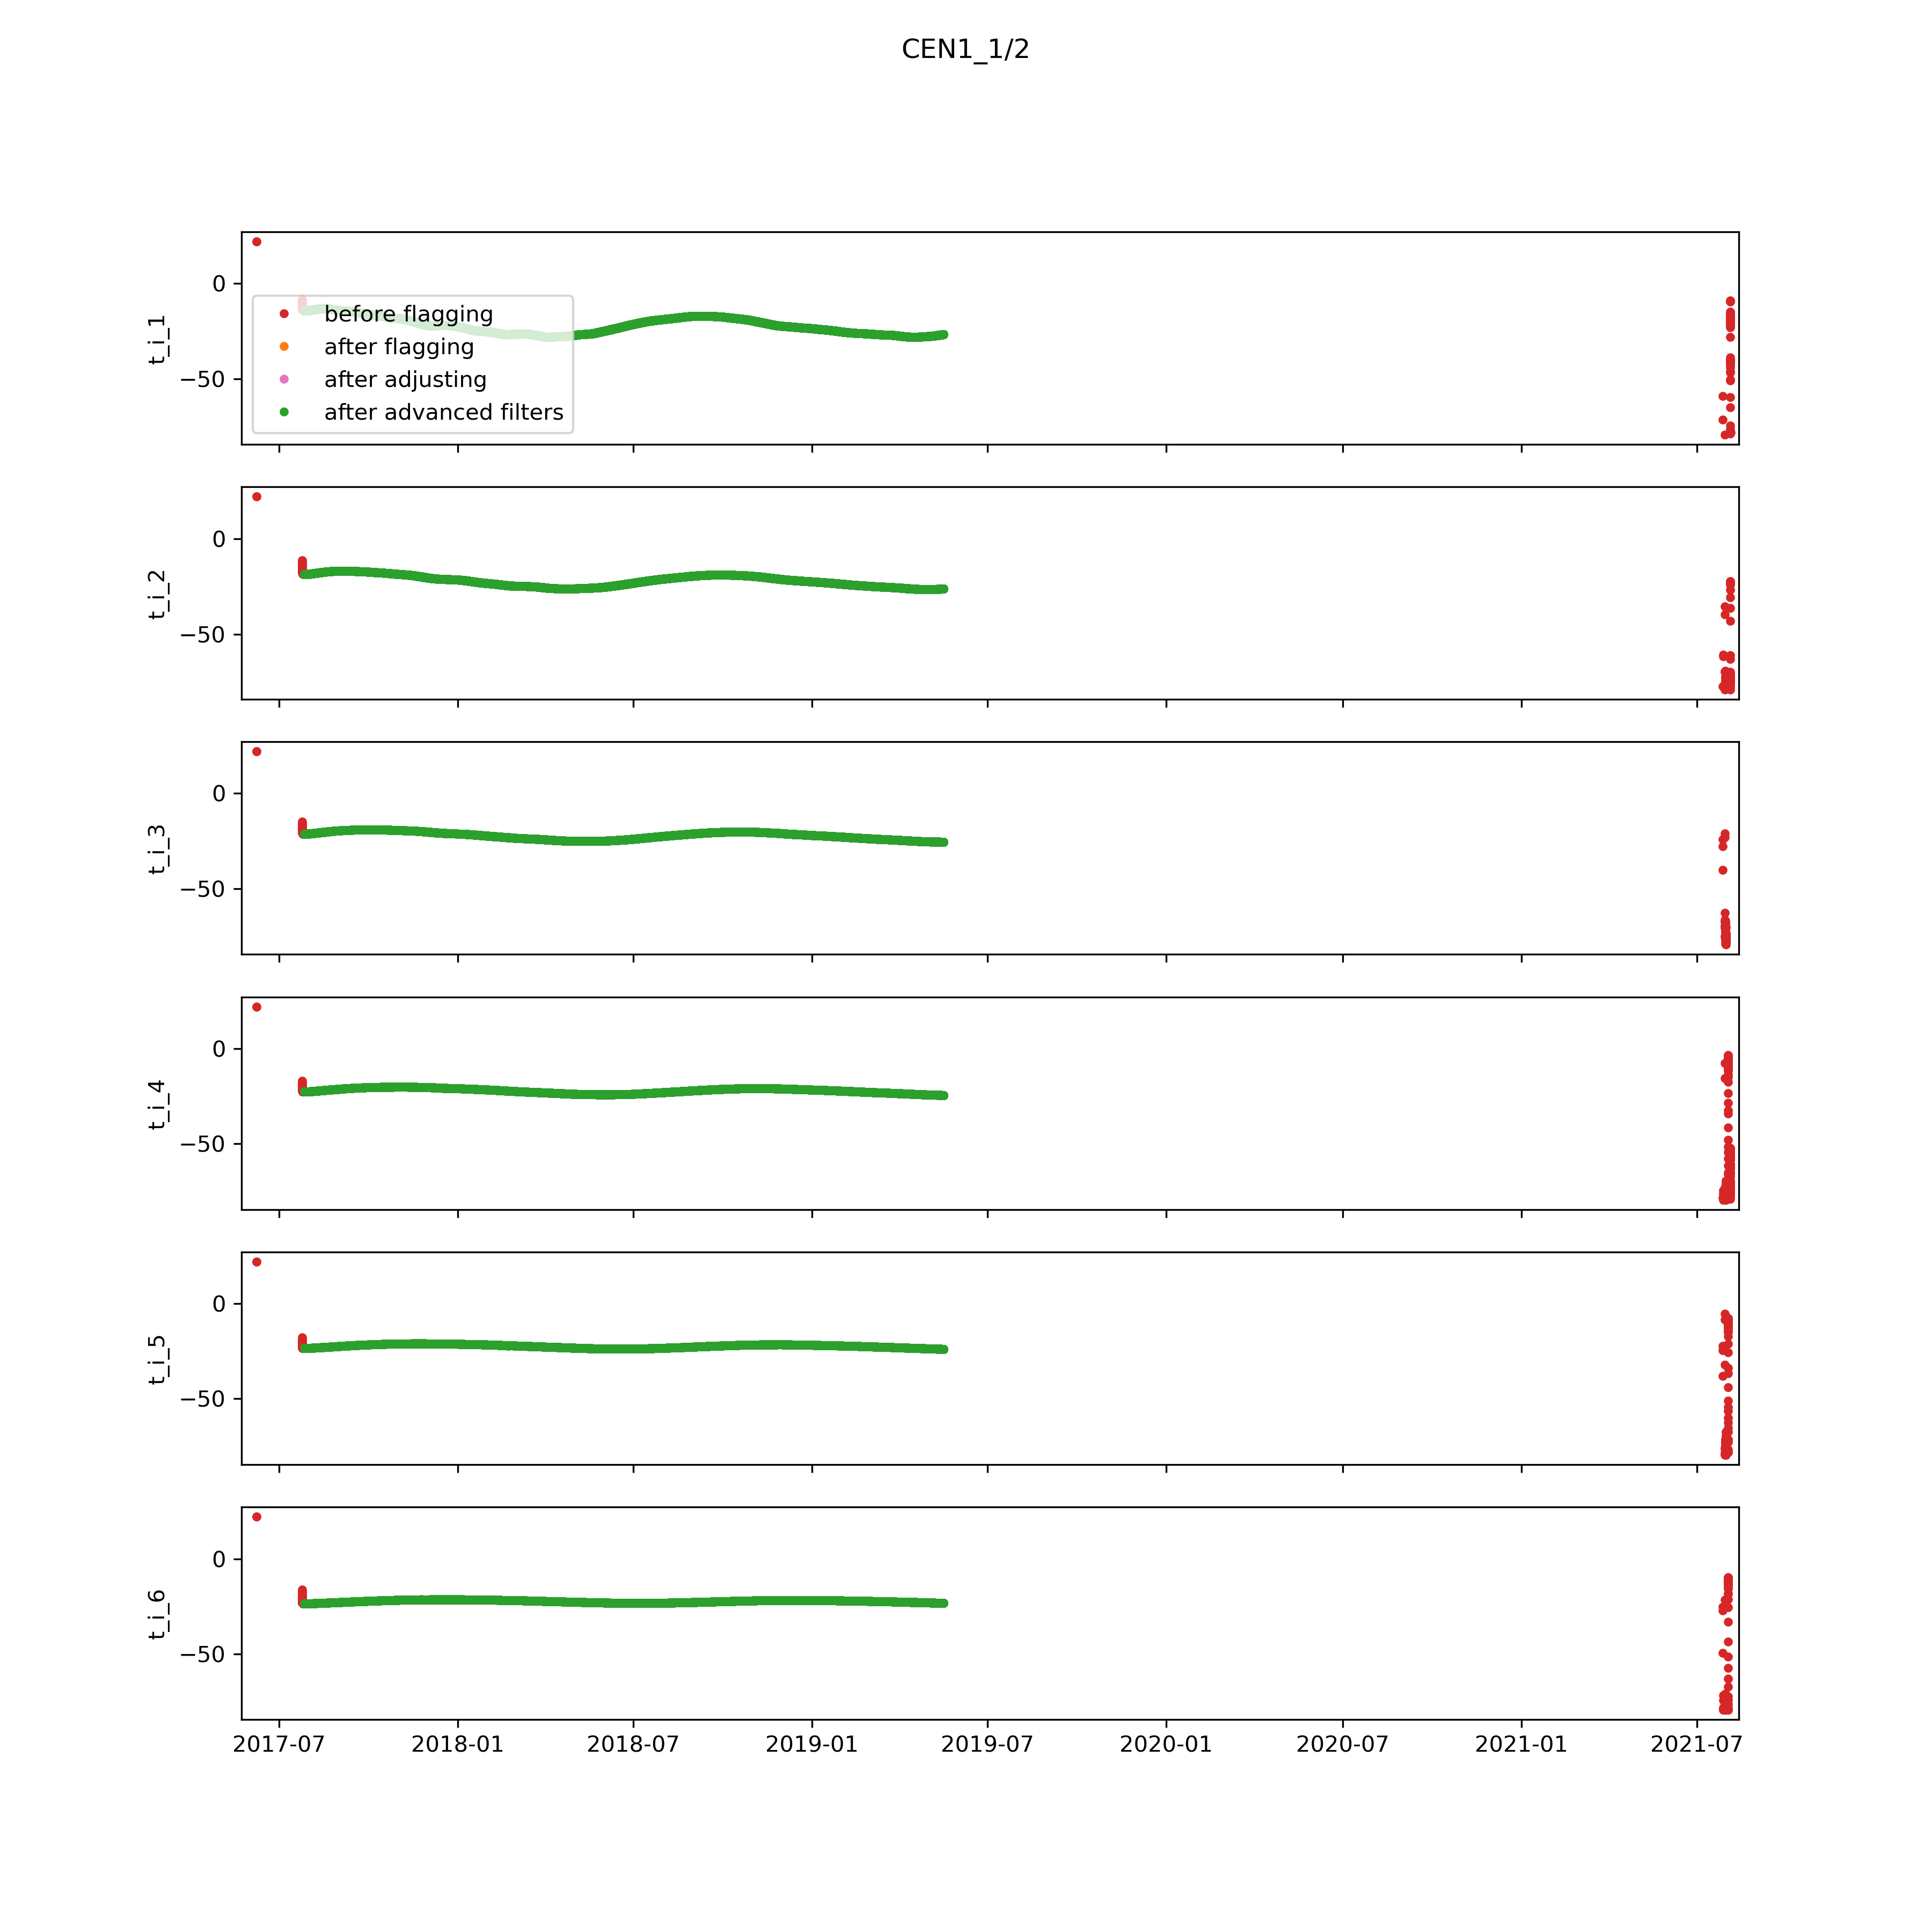 CEN1_1/2
0
−50
t_i_1
before flagging
after flagging
after adjusting
after advanced filters
0
−50
t_i_2
0
−50
t_i_3
0
−50
t_i_4
0
−50
t_i_5
0
−50
t_i_6
2017-07 2018-01 2018-07 2019-01 2019-07 2020-01 2020-07 2021-01 2021-07